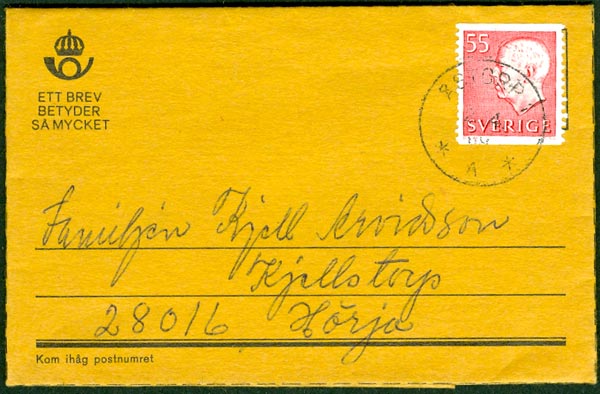 ETT BREV
BETYDER
SÅ MYCKET
55
SVERIGE
Familjen Kjell Arvidsson
Kjellstorp
28016 Hörja
Kom ihåg postnumret